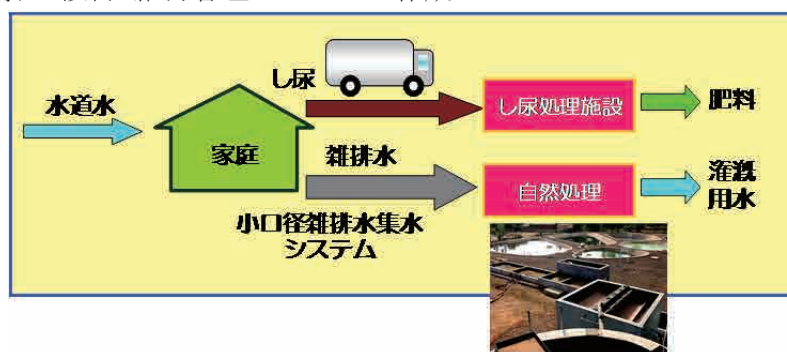 し尿
水道水
し尿処理施設
肥料
家庭
雑排水
自然処理
灌漑
用水
小口径雑排水集水
システム